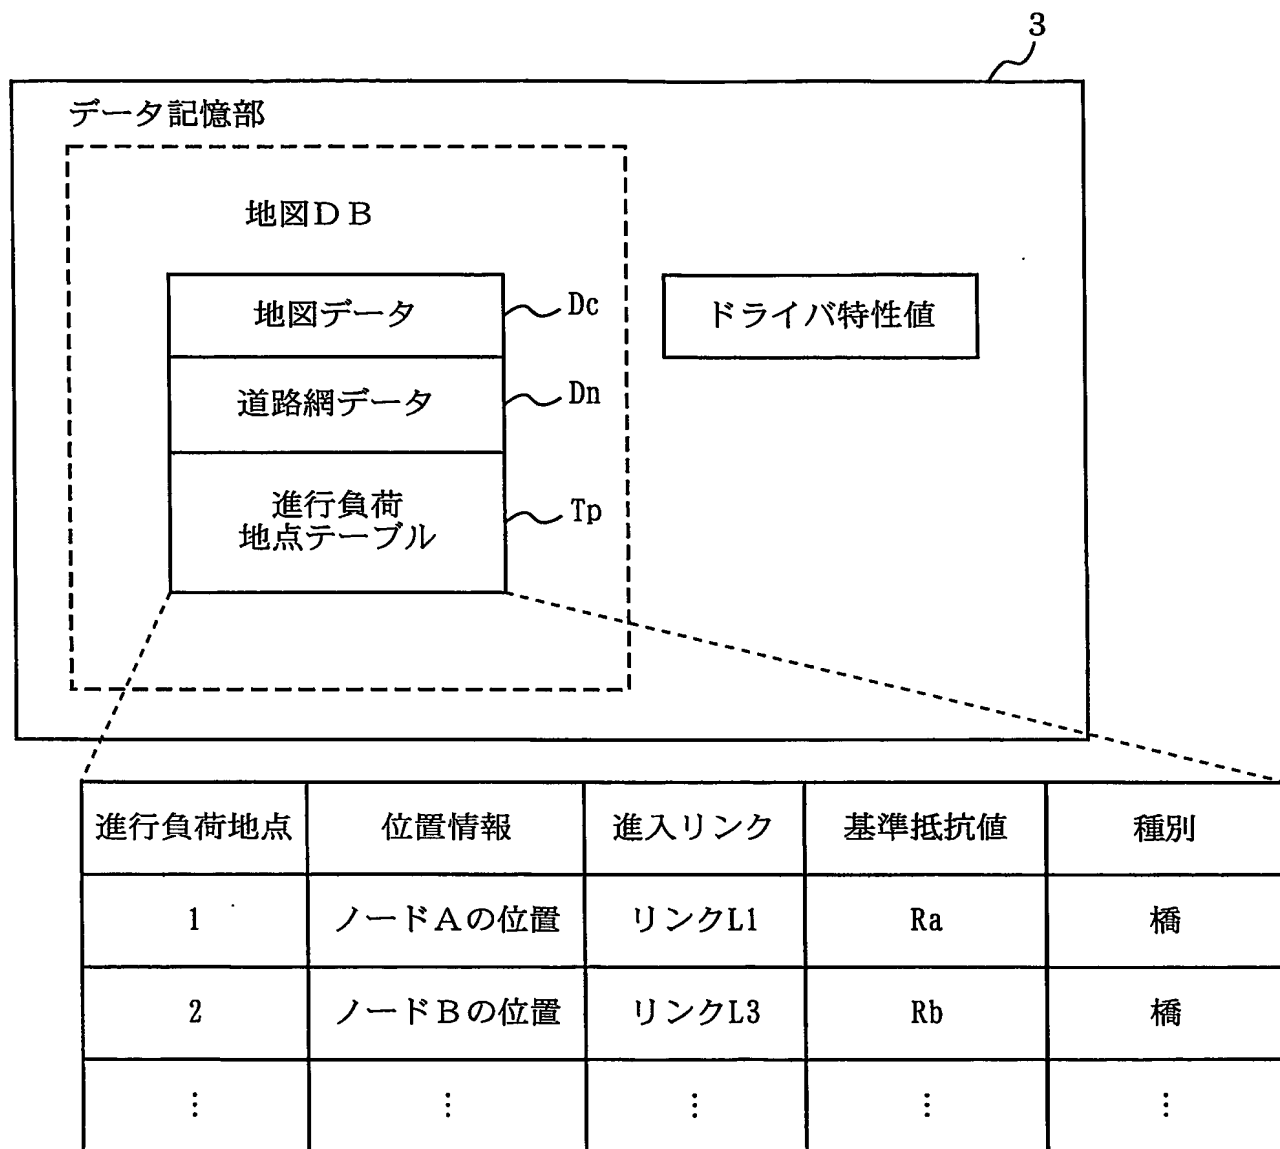 3
データ記憶部
地図DB
地図データ
Dc
ドライバ特性値
道路網データ
Dn
進行負荷
地点テーブル
Tp
進行負荷地点 位置情報 進入リンク 基準抵抗値 種別
1 ノードAの位置 リンクL1 Ra 橋
2 ノードBの位置 リンクL3 Rb 橋
⋮ ⋮ ⋮ ⋮ ⋮